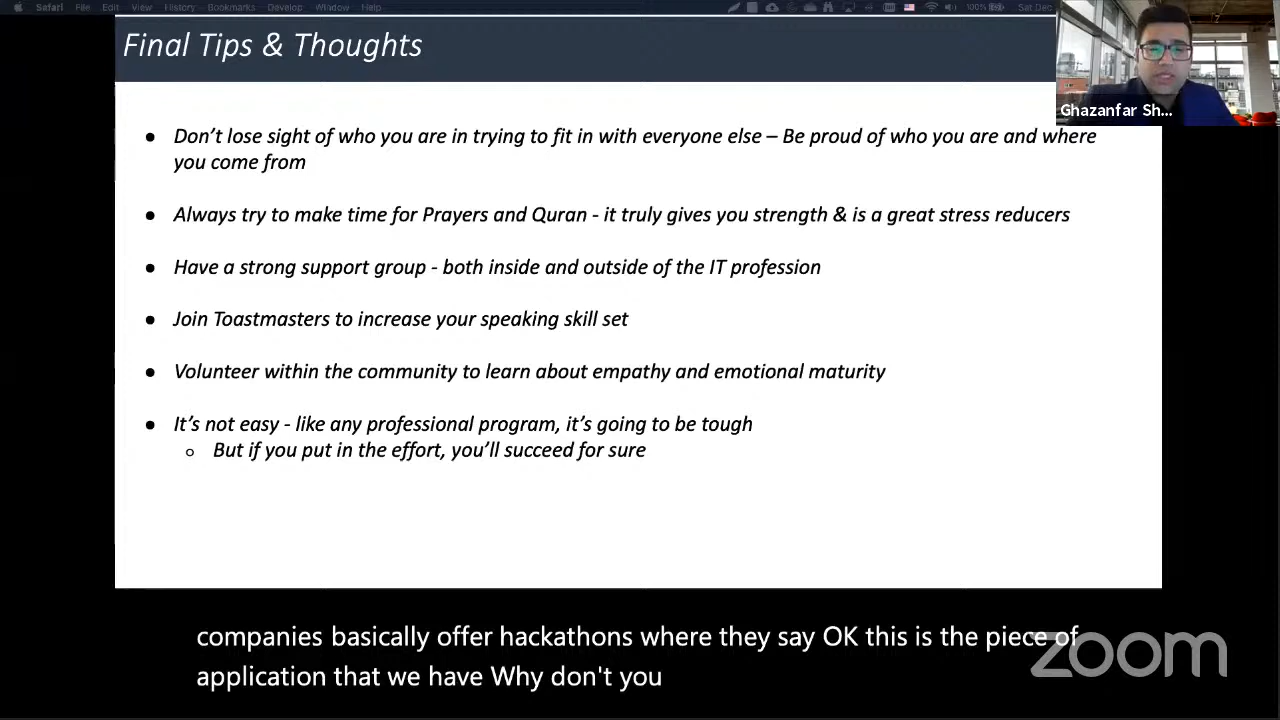 Safari File Edit View History Bookmarks Develop Window Help 100% Sat Dec
Final Tips & Thoughts
Ghazanfar Sh...
● Don't lose sight of who you are in trying to fit in with everyone else – Be proud of who you are and where
you come from
● Always try to make time for Prayers and Quran - it truly gives you strength & is a great stress reducers
● Have a strong support group - both inside and outside of the IT profession
● Join Toastmasters to increase your speaking skill set
● Volunteer within the community to learn about empathy and emotional maturity
● It's not easy - like any professional program, it's going to be tough
○ But if you put in the effort, you'll succeed for sure
companies basically offer hackathons where they say OK this is the piece of
application that we have Why don't you
zoom